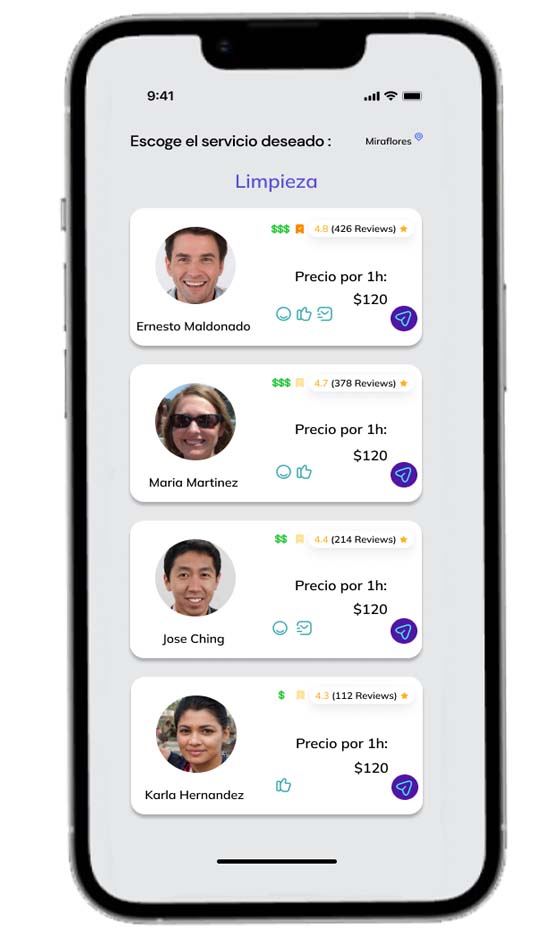 9:41
Escoge el servicio deseado :
Miraflores
Limpieza
$$$ 4.8 (426 Reviews)
Precio por 1h:
$120
Ernesto Maldonado
$$$ 4.7 (378 Reviews)
Precio por 1h:
$120
Maria Martinez
$$ 4.4 (214 Reviews)
Precio por 1h:
$120
Jose Ching
$ 4.3 (112 Reviews)
Precio por 1h:
$120
Karla Hernandez